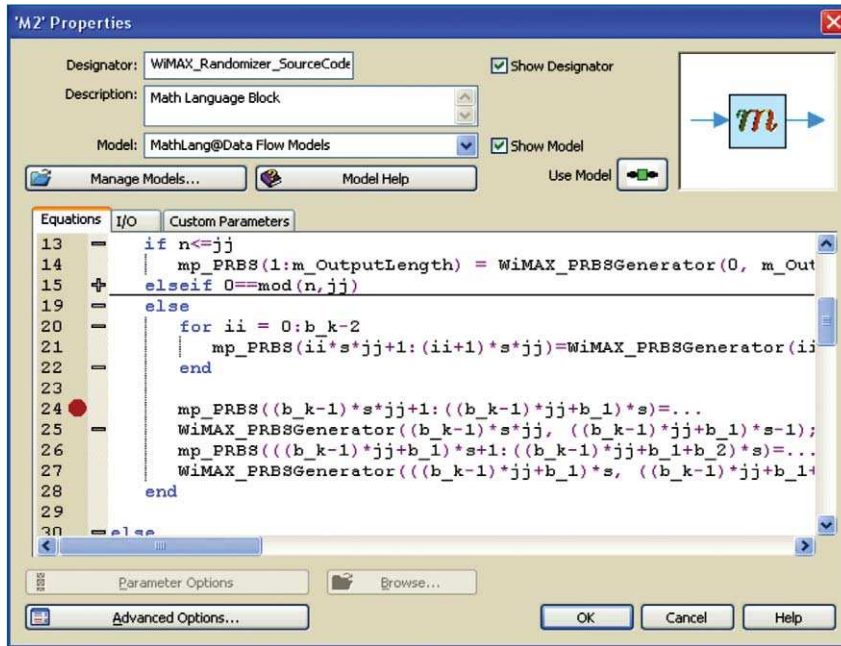 'M2' Properties
Designator: WiMAX_Randomizer_SourceCode
Show Designator
Description: Math Language Block
Model: MathLang@Data Flow Models
Show Model
Manage Models...
Model Help
Use Model
m
Equations
I/O
Custom Parameters
13 if n<=jj
14 mp_PRBS(1:m_OutputLength) = WiMAX_PRBSGenerator(0, m_Out
15 elseif 0==mod(n,jj)
19 else
20 for ii = 0:b_k-2
21 mp_PRBS(ii*s*jj+1:(ii+1)*s*jj)=WiMAX_PRBSGenerator(ii
22 end
23
24 mp_PRBS((b_k-1)*s*jj+1:((b_k-1)*jj+b_1)*s)=...
25 WiMAX_PRBSGenerator((b_k-1)*s*jj, ((b_k-1)*jj+b_1)*s-1);
26 mp_PRBS(((b_k-1)*jj+b_1)*s+1:((b_k-1)*jj+b_1+b_2)*s)=...
27 WiMAX_PRBSGenerator(((b_k-1)*jj+b_1)*s, ((b_k-1)*jj+b_1+
28 end
29
30 else
Parameter Options
Browse...
Advanced Options...
OK
Cancel
Help